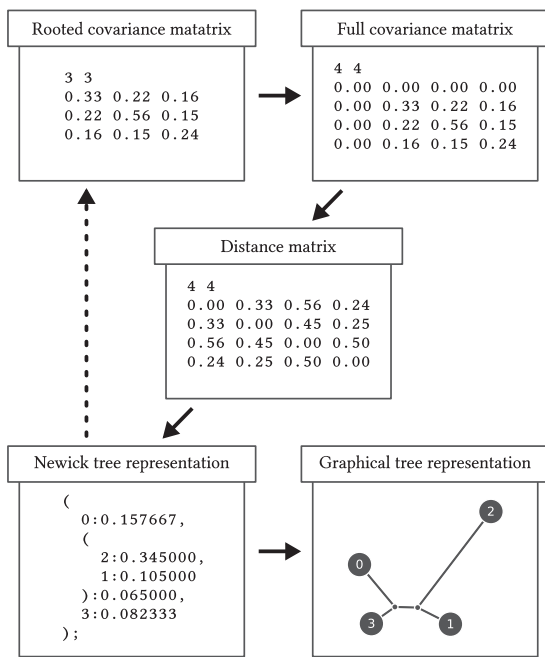 Rooted covariance matatrix
3 3
0.33 0.22 0.16
0.22 0.56 0.15
0.16 0.15 0.24
Full covariance matatrix
4 4
0.00 0.00 0.00 0.00
0.00 0.33 0.22 0.16
0.00 0.22 0.56 0.15
0.00 0.16 0.15 0.24
Distance matrix
4 4
0.00 0.33 0.56 0.24
0.33 0.00 0.45 0.25
0.56 0.45 0.00 0.50
0.24 0.25 0.50 0.00
Newick tree representation
(
0:0.157667,
(
2:0.345000,
1:0.105000
):0.065000,
3:0.082333
);
Graphical tree representation
2
0
3
1